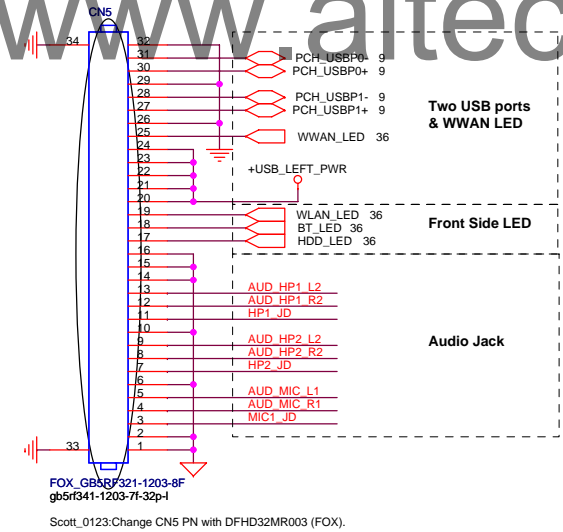 www.aitec
CN5
34
32
31 PCH_USBP0- 9
30 PCH_USBP0+ 9
29
28 PCH_USBP1- 9
27 PCH_USBP1+ 9
26
25 WWAN_LED 36
Two USB ports
& WWAN LED
24
23
22
21
20
+USB_LEFT_PWR
19 WLAN_LED 36
18 BT_LED 36
17 HDD_LED 36
Front Side LED
16
15
14
13 AUD_HP1_L2
12 AUD_HP1_R2
11 HP1_JD
10
9 AUD_HP2_L2
8 AUD_HP2_R2
7 HP2_JD
6
5 AUD_MIC_L1
4 AUD_MIC_R1
3 MIC1_JD
2
1
33
Audio Jack
FOX_GB5RF321-1203-8F
gb5rf341-1203-7f-32p-l
Scott_0123:Change CN5 PN with DFHD32MR003 (FOX).